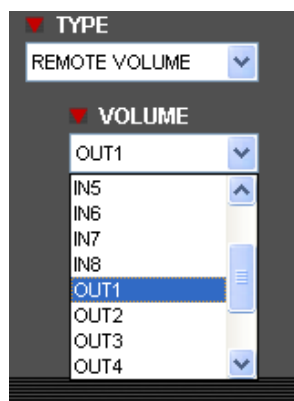 TYPE
REMOTE VOLUME
VOLUME
OUT1
IN5
IN6
IN7
IN8
OUT1
OUT2
OUT3
OUT4